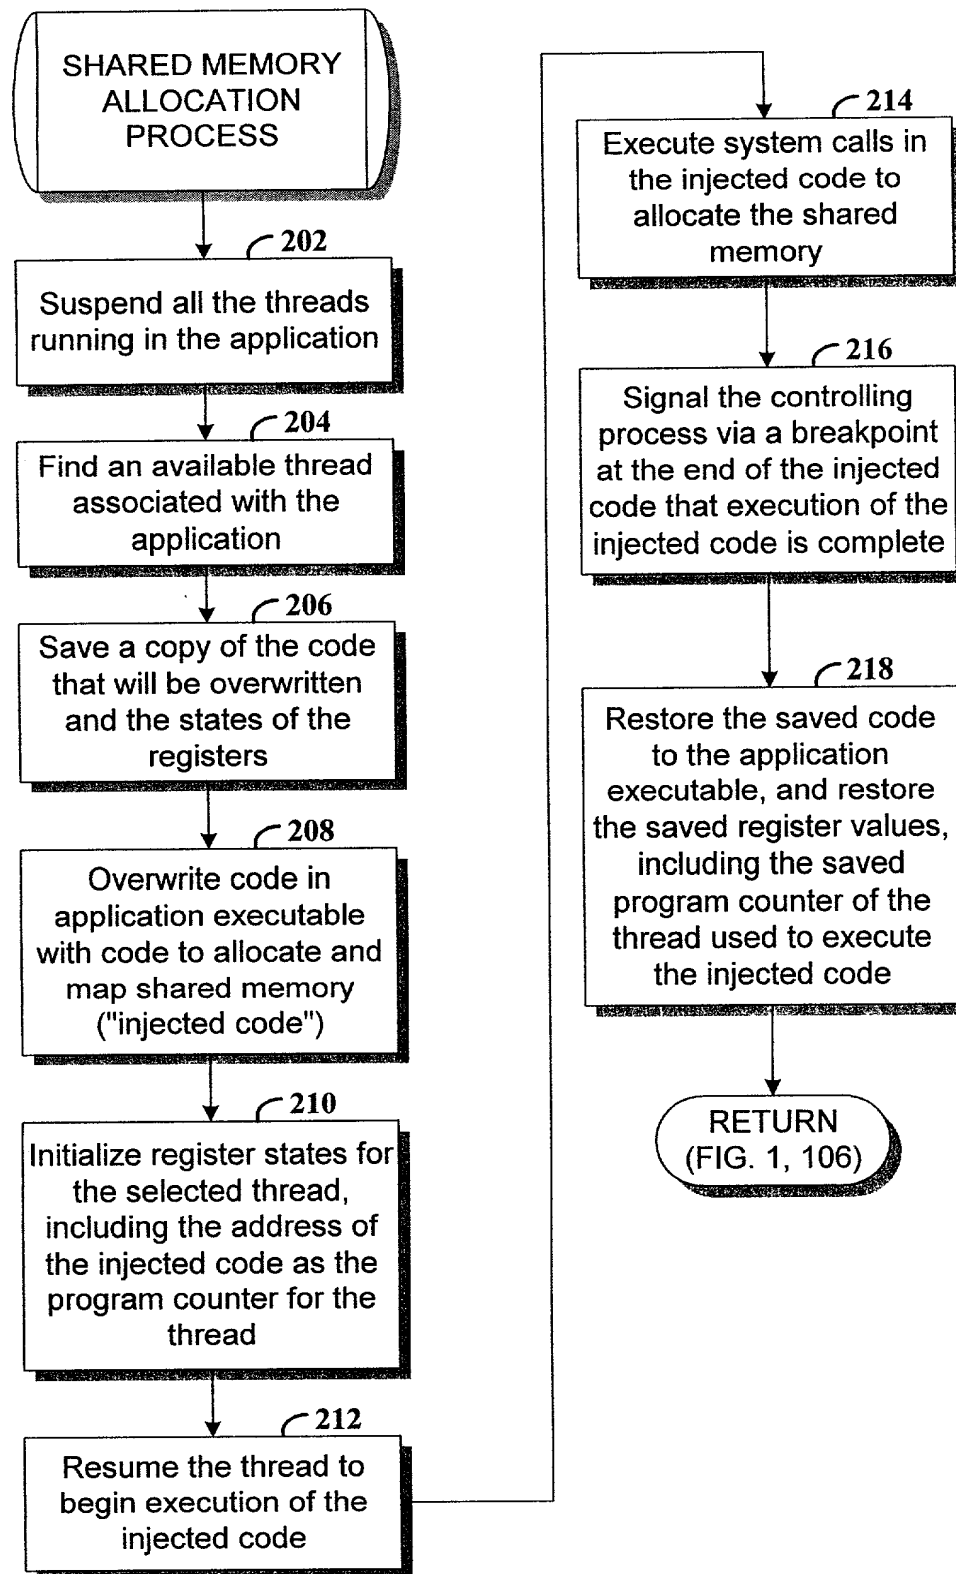 SHARED MEMORY
ALLOCATION
PROCESS
202
Suspend all the threads
running in the application
204
Find an available thread
associated with the
application
206
Save a copy of the code
that will be overwritten
and the states of the
registers
208
Overwrite code in
application executable
with code to allocate and
map shared memory
("injected code")
210
Initialize register states for
the selected thread,
including the address of
the injected code as the
program counter for the
thread
212
Resume the thread to
begin execution of the
injected code
214
Execute system calls in
the injected code to
allocate the shared
memory
216
Signal the controlling
process via a breakpoint
at the end of the injected
code that execution of the
injected code is complete
218
Restore the saved code
to the application
executable, and restore
the saved register values,
including the saved
program counter of the
thread used to execute
the injected code
RETURN
(FIG. 1, 106)